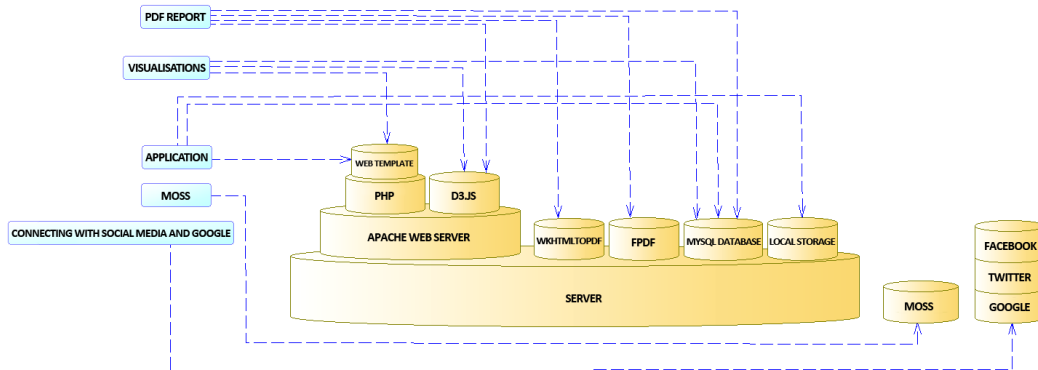 PDF REPORT
VISUALISATIONS
APPLICATION
MOSS
CONNECTING WITH SOCIAL MEDIA AND GOOGLE
WEB TEMPLATE
PHP
D3.JS
APACHE WEB SERVER
WKHTMLTOPDF
FPDF
MYSQL DATABASE
LOCAL STORAGE
SERVER
MOSS
FACEBOOK
TWITTER
GOOGLE